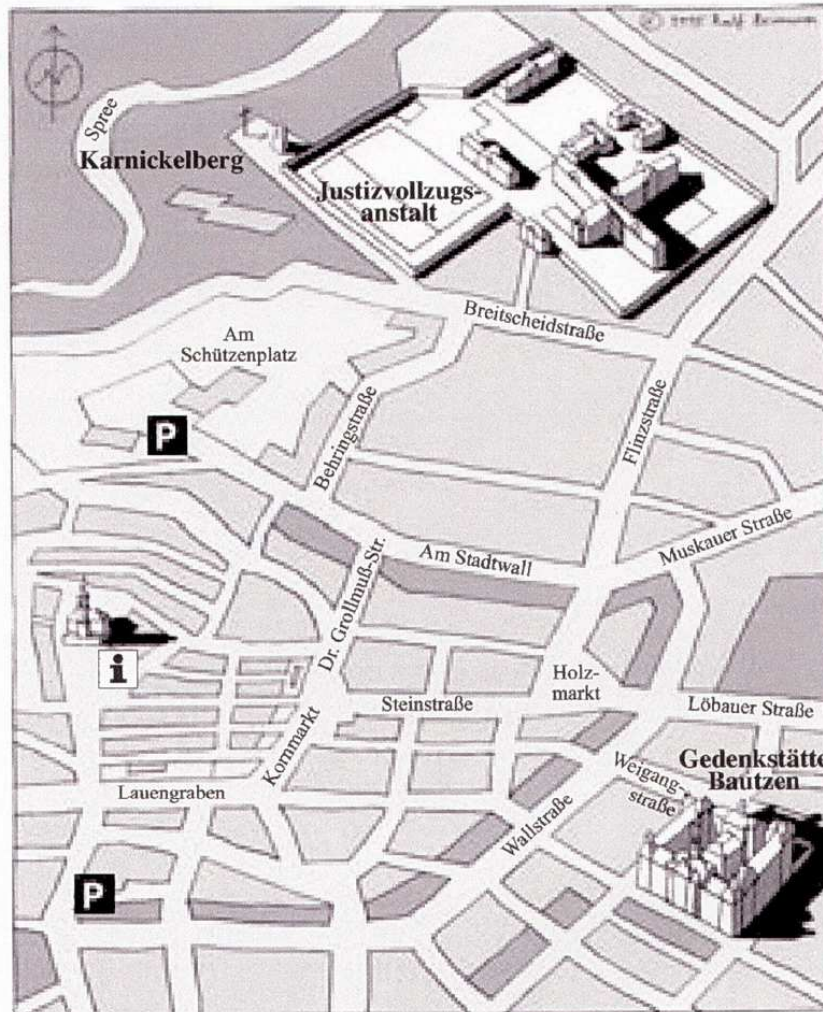 Spree
Karnickelberg
Justizvollzugs-
anstalt
Breitscheidstraße
Am
Schützenplatz
P
Behringstraße
Flinzstraße
Muskauer Straße
Am Stadtwall
Dr. Grollmuß-Str.
i
Holz-
markt
Steinstraße
Löbauer Straße
Kornmarkt
Gedenkstätte
Bautzen
Weigang-
straße
Lauengraben
Wallstraße
P